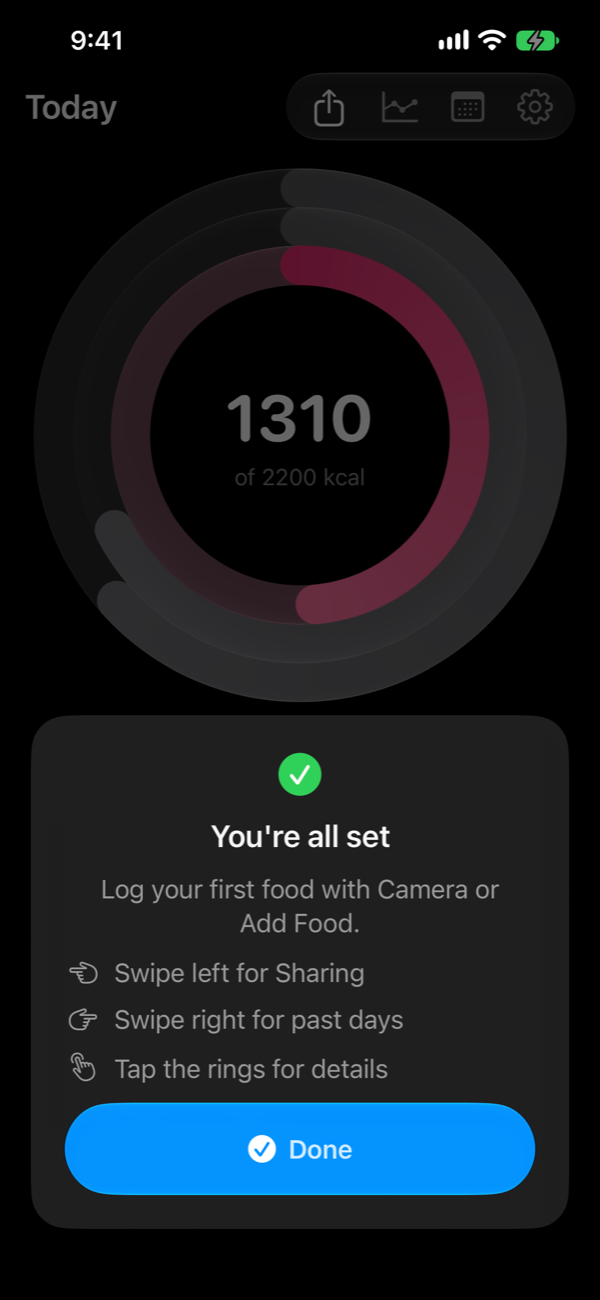 9:41
Today
1310
of 2200 kcal
You're all set
Log your first food with Camera or
Add Food.
Swipe left for Sharing
Swipe right for past days
Tap the rings for details
Done